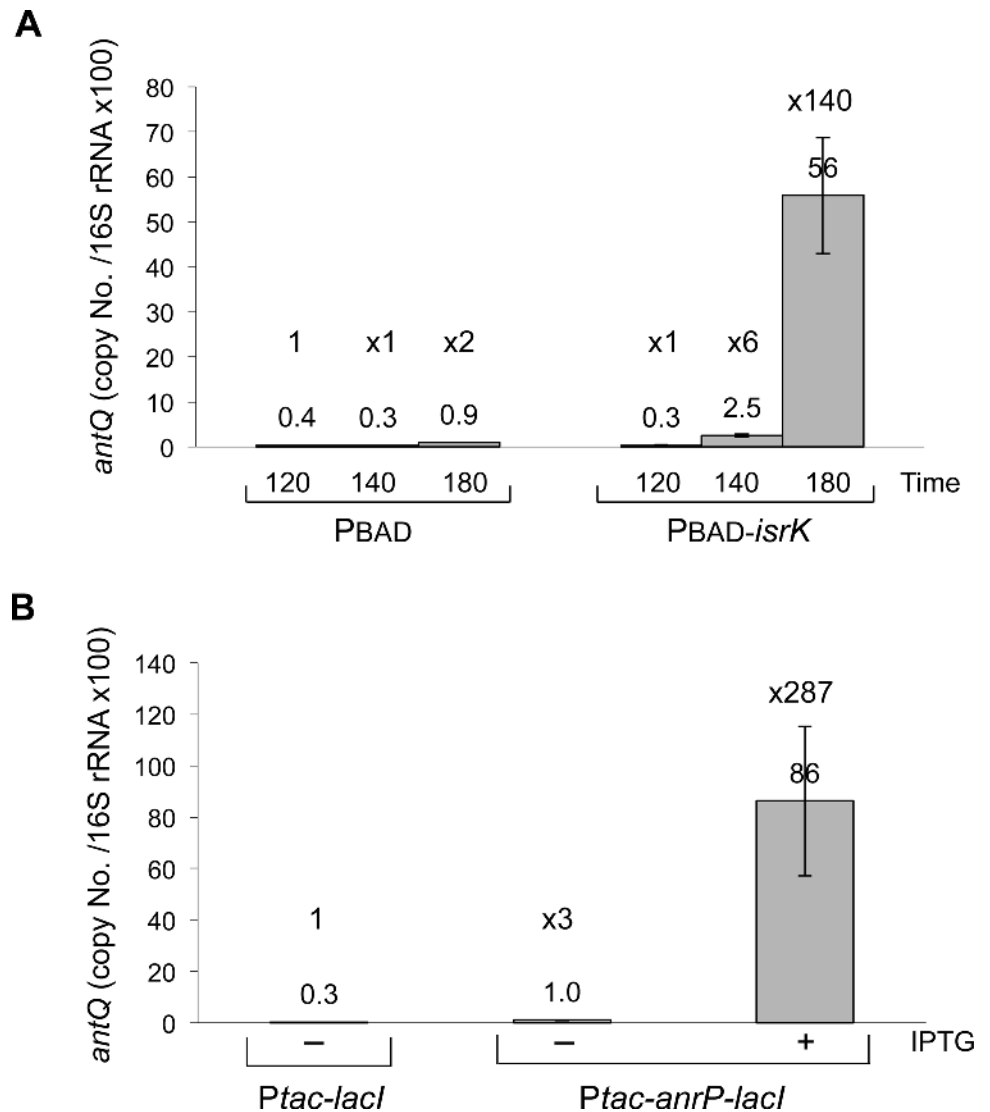 A
antQ (copy No. /16S rRNA x100)
80
70
60
50
40
30
20
10
0
x140
56
1 x1 x2 x1 x6
0.4 0.3 0.9 0.3 2.5
120 140 180 120 140 180 Time
PBAD PBAD-isrK
B
antQ (copy No. /16S rRNA x100)
140
120
100
80
60
40
20
0
x287
86
1 x3
0.3 1.0
– – + IPTG
Ptac-lacI Ptac-anrP-lacI